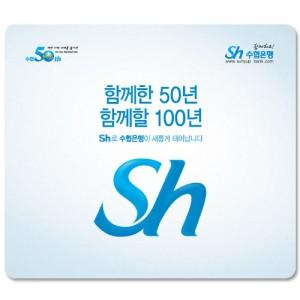 수협 50th
Sh 수협은행
www.suhyup-bank.com
함께한 50년
함께할 100년
Sh로 수협은행이 새롭게 태어납니다
Sh